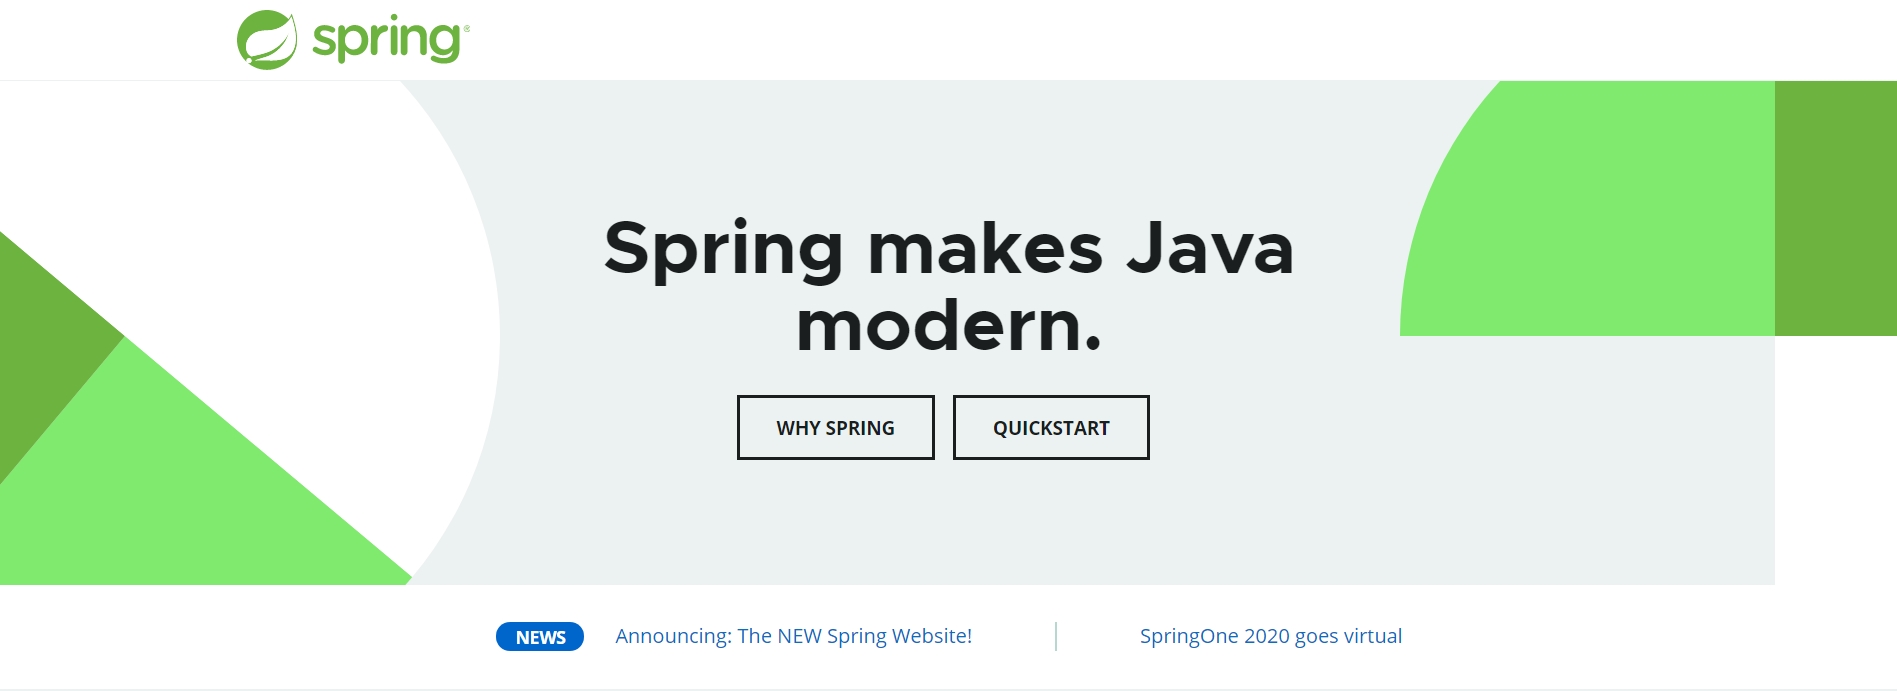 spring®
Spring makes Java
modern.
WHY SPRING
QUICKSTART
NEWS
Announcing: The NEW Spring Website!
SpringOne 2020 goes virtual